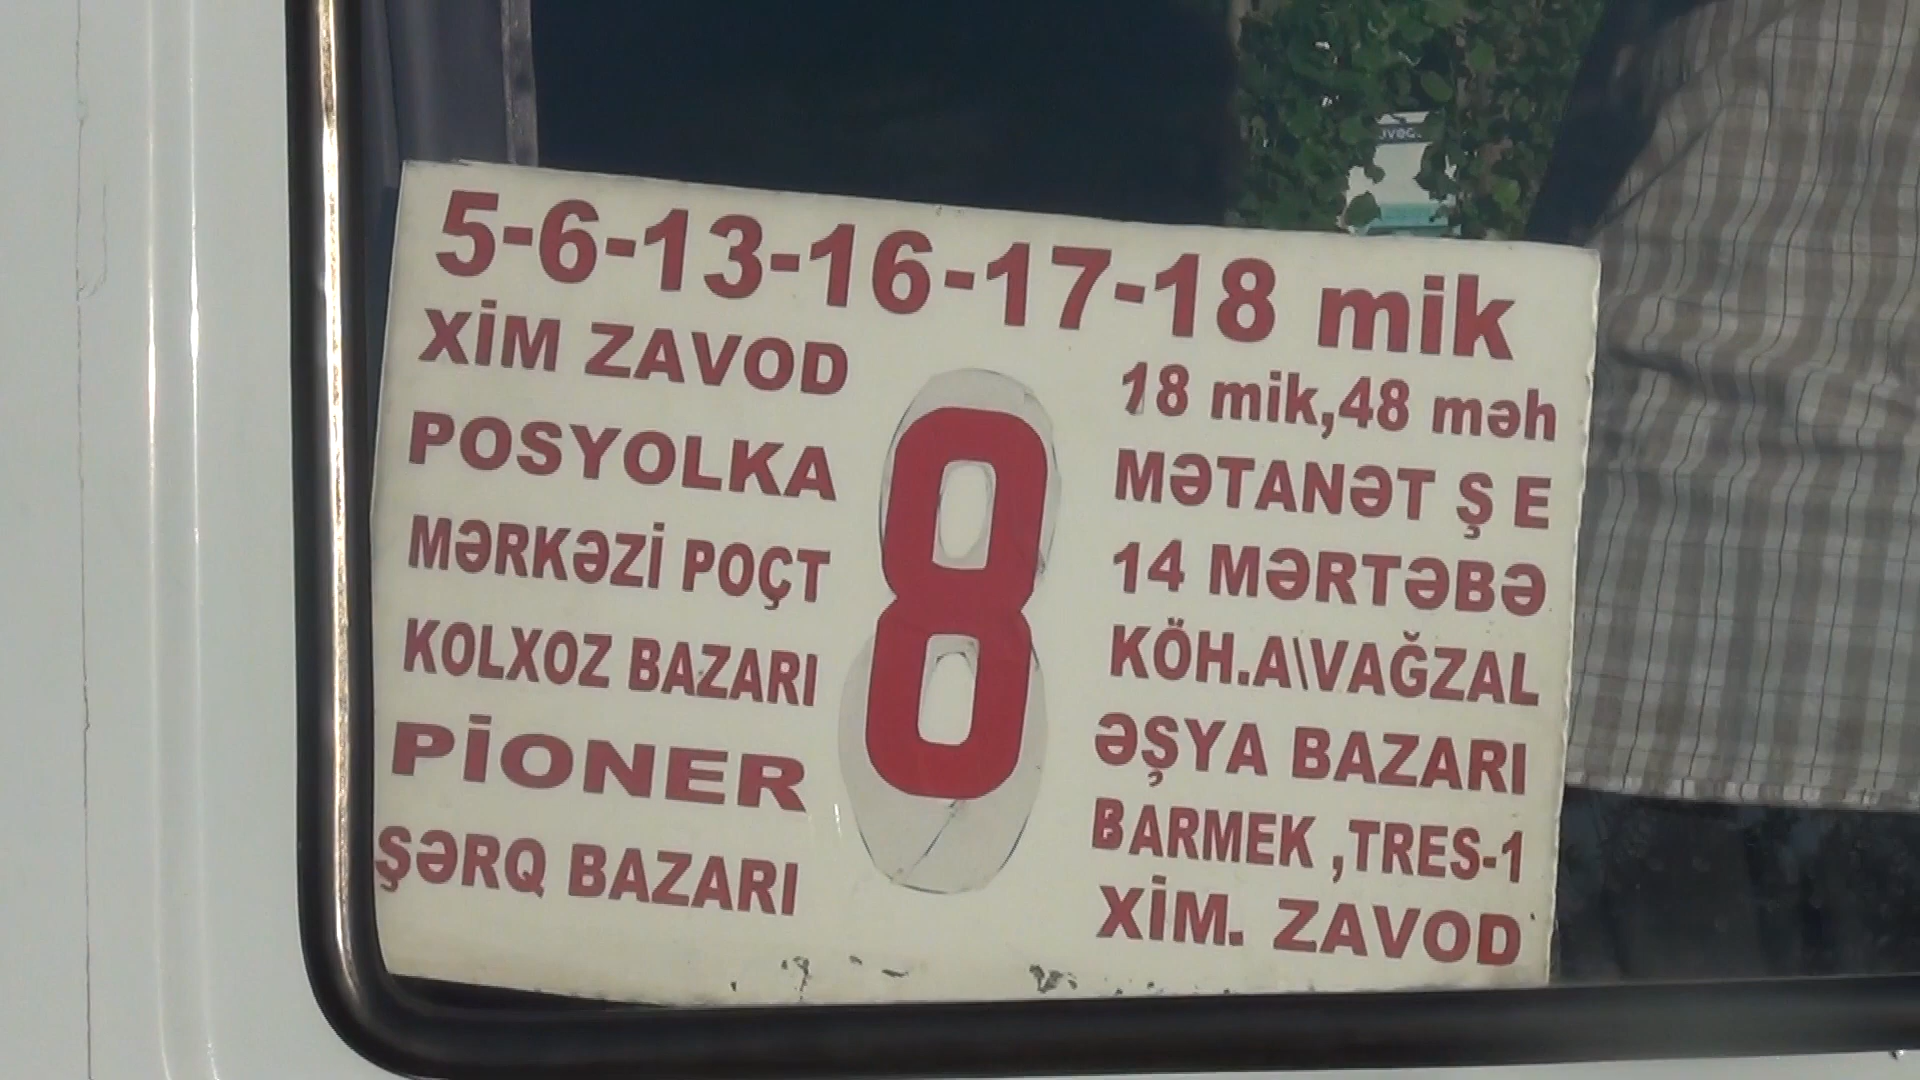 5-6-13-16-17-18 mik
XİM ZAVOD
POSYOLKA
MƏRKƏZİ POÇT
KOLXOZ BAZARI
PİONER
ŞƏRQ BAZARI
8
18 mik,48 məh
MƏTANƏT Ş E
14 MƏRTƏBƏ
KÖH.A\VAĞZAL
ƏŞYA BAZARI
BARMEK ,TRES-1
XİM. ZAVOD